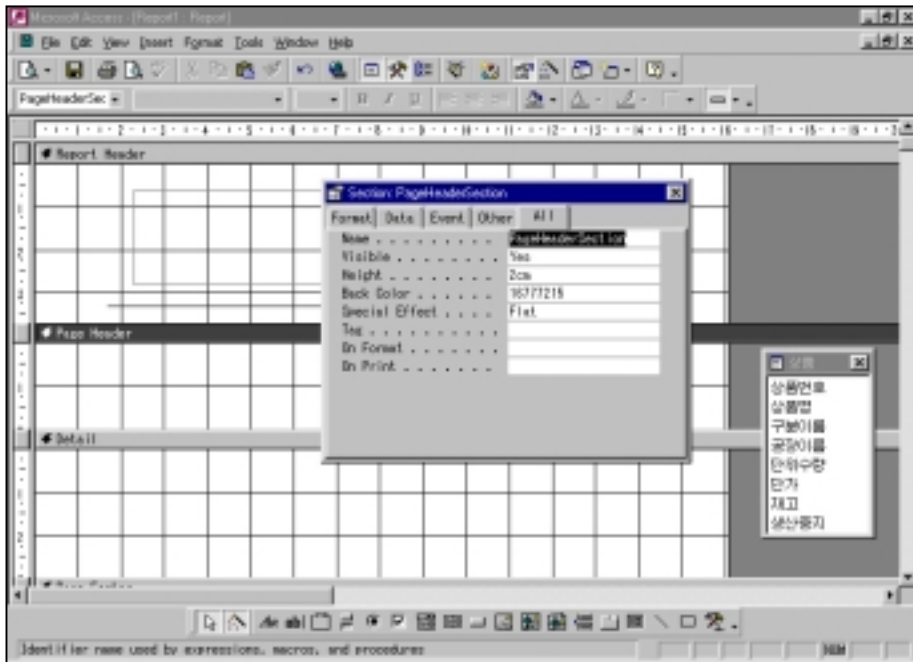 Microsoft Access - [Report1 : Report]
File Edit View Insert Format Tools Window Help
PageHeaderSec
Report Header
Section: PageHeaderSection
Format Data Event Other All
Name . . . . . . . . . PageHeaderSection
Visible . . . . . . . . Yes
Height . . . . . . . 2cm
Back Color . . . . . . 16777215
Special Effect . . . . Flat
Tag . . . . . . . . . .
On Format . . . . . . .
On Print . . . . . . .
Page Header
상품
상품번호
상품명
구분이름
공장이름
단위수량
단가
재고
생산중지
Detail
Page Footer
Identifier name used by expressions, macros, and procedures
NUM